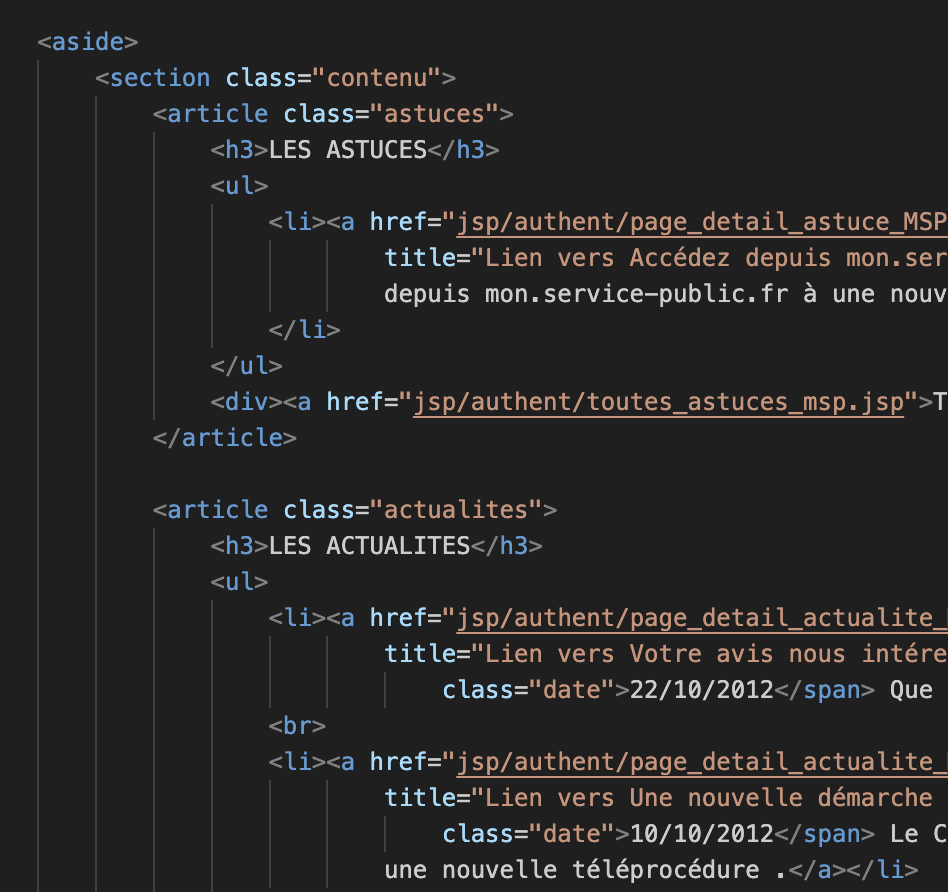 <aside>
<section class="contenu">
<article class="astuces">
<h3>LES ASTUCES</h3>
<ul>
<li><a href="jsp/authent/page_detail_astuce_MSP
title="Lien vers Accédez depuis mon.ser
depuis mon.service-public.fr à une nouv
</li>
</ul>
<div><a href="jsp/authent/toutes_astuces_msp.jsp">T
</article>
<article class="actualites">
<h3>LES ACTUALITES</h3>
<ul>
<li><a href="jsp/authent/page_detail_actualite_
title="Lien vers Votre avis nous intére
class="date">22/10/2012</span> Que
<br>
<li><a href="jsp/authent/page_detail_actualite_
title="Lien vers Une nouvelle démarche
class="date">10/10/2012</span> Le C
une nouvelle téléprocédure .</a></li>